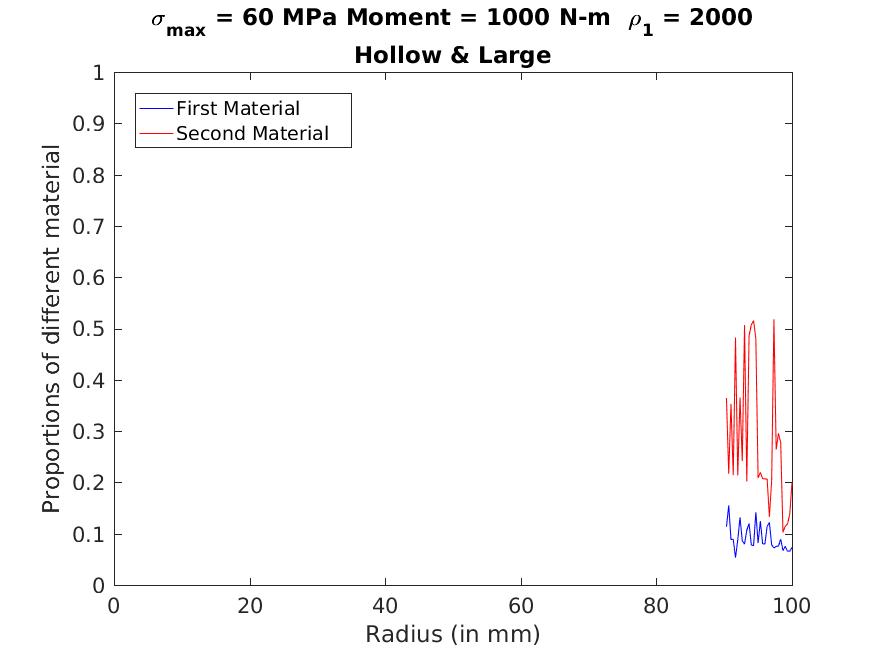 σmax = 60 MPa Moment = 1000 N-m ρ1 = 2000
Hollow & Large
First Material
Second Material
Proportions of different material
1
0.9
0.8
0.7
0.6
0.5
0.4
0.3
0.2
0.1
0
0 20 40 60 80 100
Radius (in mm)